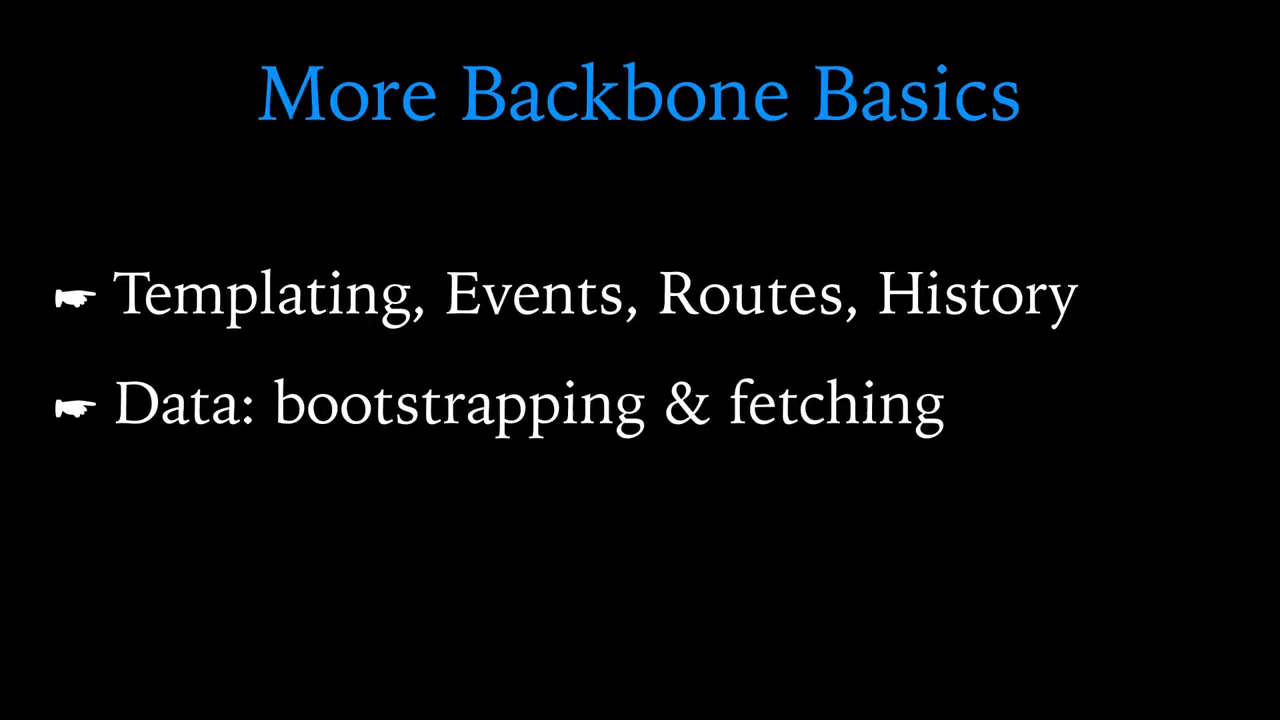 More Backbone Basics
☛ Templating, Events, Routes, History
☛ Data: bootstrapping & fetching